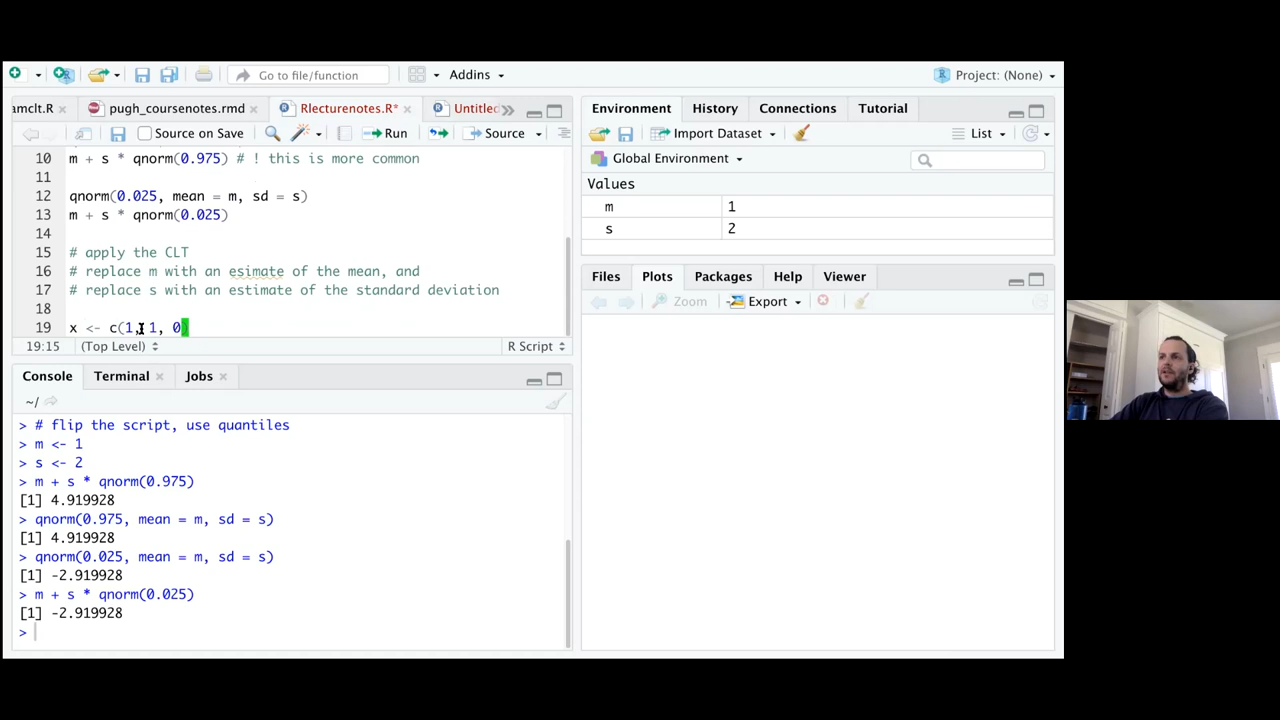 Go to file/function
Addins
Project: (None)
amclt.R
pugh_coursenotes.rmd
Rlecturenotes.R*
Untitled
Source on Save
Run
Source
10 m + s * qnorm(0.975) # ! this is more common
11
12 qnorm(0.025, mean = m, sd = s)
13 m + s * qnorm(0.025)
14
15 # apply the CLT
16 # replace m with an esimate of the mean, and
17 # replace s with an estimate of the standard deviation
18
19 x <- c(1, 1, 0)
19:15
(Top Level)
R Script
Console
Terminal
Jobs
~/
> # flip the script, use quantiles
> m <- 1
> s <- 2
> m + s * qnorm(0.975)
[1] 4.919928
> qnorm(0.975, mean = m, sd = s)
[1] 4.919928
> qnorm(0.025, mean = m, sd = s)
[1] -2.919928
> m + s * qnorm(0.025)
[1] -2.919928
>
Environment
History
Connections
Tutorial
Import Dataset
List
Global Environment
Values
m 1
s 2
Files
Plots
Packages
Help
Viewer
Zoom
Export